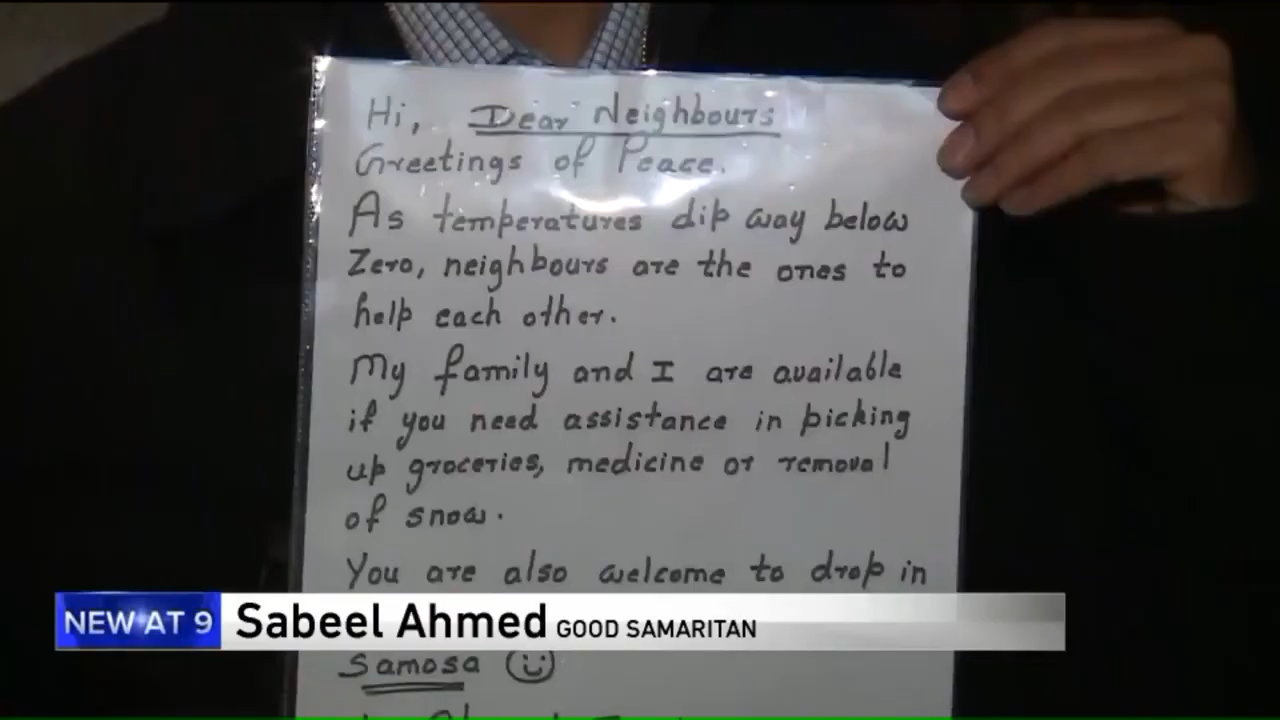 Hi, Dear Neighbours
Greetings of Peace.
As temperatures dip way below
Zero, neighbours are the ones to
help each other.
My family and I are available
if you need assistance in picking
up groceries, medicine or removal
of snow.
You are also welcome to drop in
NEW AT 9
Sabeel Ahmed GOOD SAMARITAN
Samosa ☺